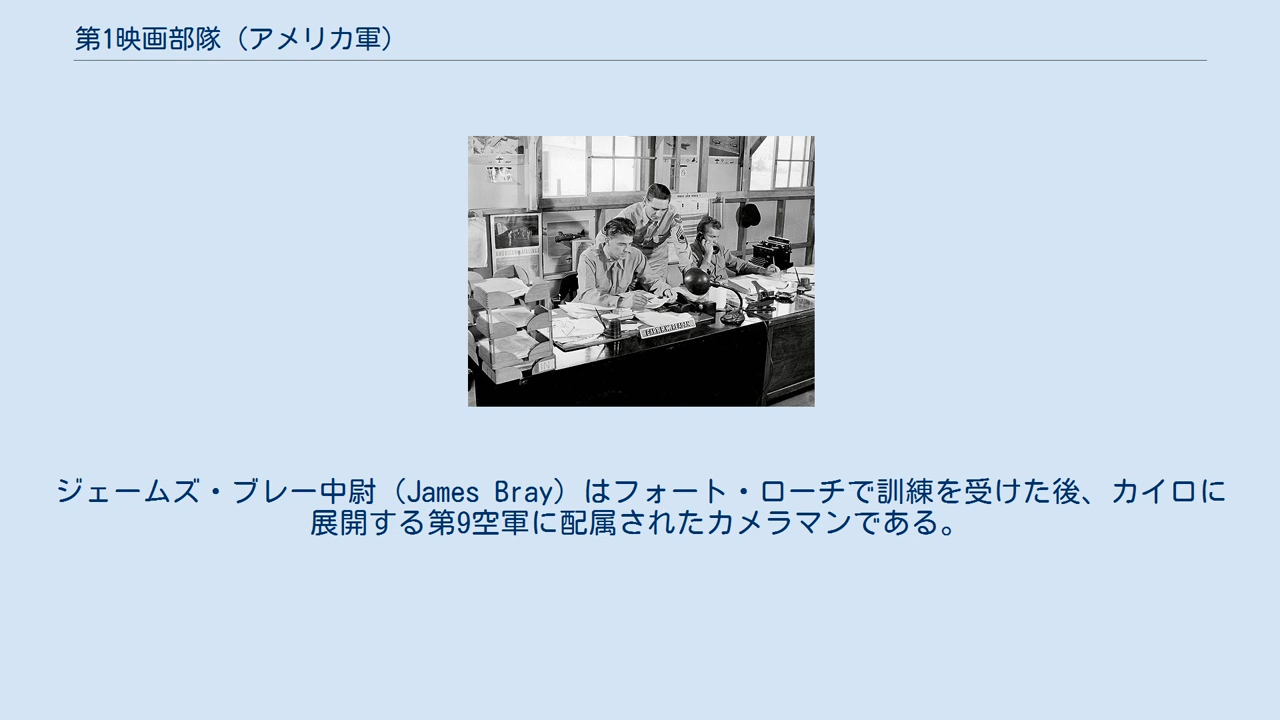 第1映画部隊（アメリカ軍）
ジェームズ・ブレー中尉（James Bray）はフォート・ローチで訓練を受けた後、カイロに
展開する第9空軍に配属されたカメラマンである。